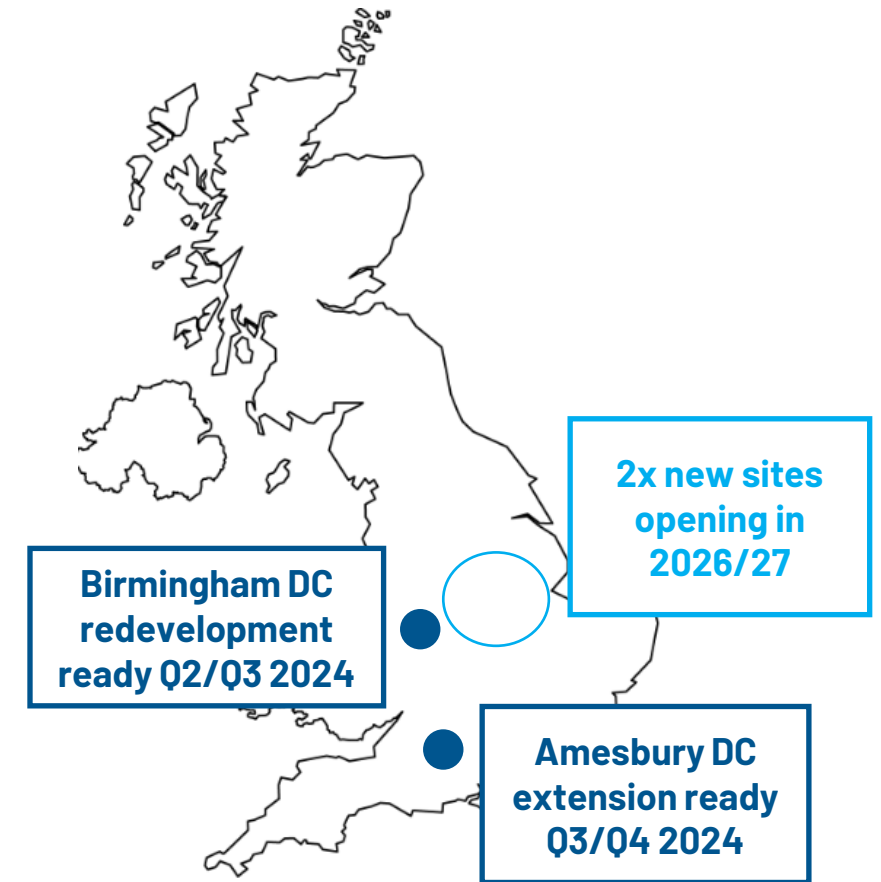 2x new sites
opening in
2026/27
Birmingham DC
redevelopment
ready Q2/Q3 2024
Amesbury DC
extension ready
Q3/Q4 2024